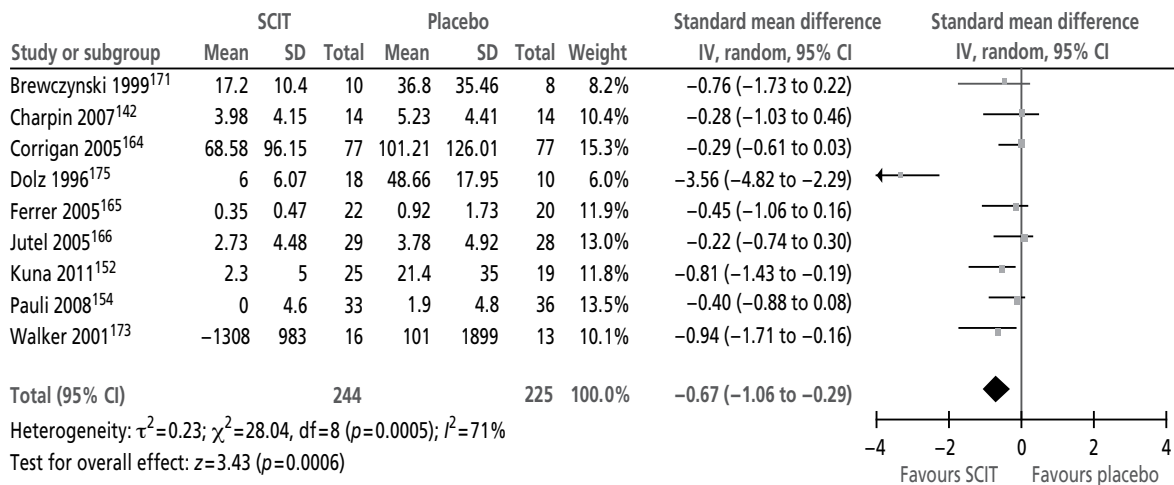 SCIT Placebo Standard mean difference Standard mean difference
Study or subgroup Mean SD Total Mean SD Total Weight IV, random, 95% CI IV, random, 95% CI
Brewczynski 1999171 17.2 10.4 10 36.8 35.46 8 8.2% −0.76 (−1.73 to 0.22)
Charpin 2007142 3.98 4.15 14 5.23 4.41 14 10.4% −0.28 (−1.03 to 0.46)
Corrigan 2005164 68.58 96.15 77 101.21 126.01 77 15.3% −0.29 (−0.61 to 0.03)
Dolz 1996175 6 6.07 18 48.66 17.95 10 6.0% −3.56 (−4.82 to −2.29)
Ferrer 2005165 0.35 0.47 22 0.92 1.73 20 11.9% −0.45 (−1.06 to 0.16)
Jutel 2005166 2.73 4.48 29 3.78 4.92 28 13.0% −0.22 (−0.74 to 0.30)
Kuna 2011152 2.3 5 25 21.4 35 19 11.8% −0.81 (−1.43 to −0.19)
Pauli 2008154 0 4.6 33 1.9 4.8 36 13.5% −0.40 (−0.88 to 0.08)
Walker 2001173 −1308 983 16 101 1899 13 10.1% −0.94 (−1.71 to −0.16)
Total (95% CI) 244 225 100.0% −0.67 (−1.06 to −0.29)
Heterogeneity: τ2=0.23; χ2=28.04, df=8 (p=0.0005); I2=71%
Test for overall effect: z=3.43 (p=0.0006)
−4 −2 0 2 4
Favours SCIT Favours placebo